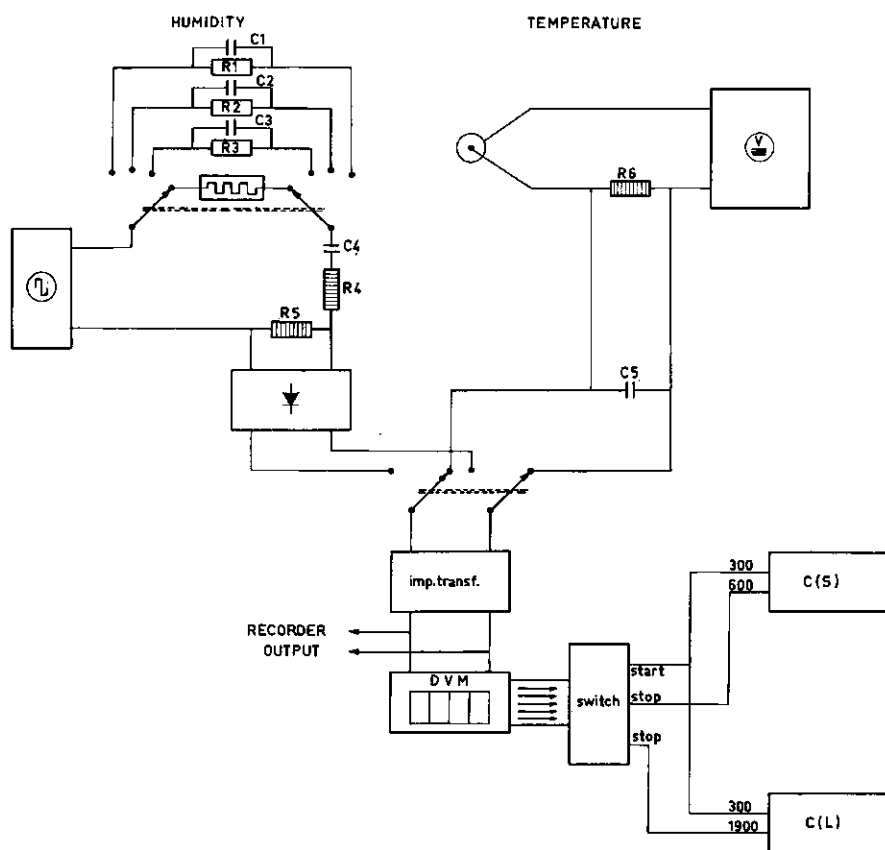 HUMIDITY
TEMPERATURE
C1
R1
C2
R2
C3
R3
V
R6
C4
R4
R5
C5
imp.transf.
300
600
C(S)
RECORDER
OUTPUT
DVM
switch
start
stop
stop
300
1900
C(L)